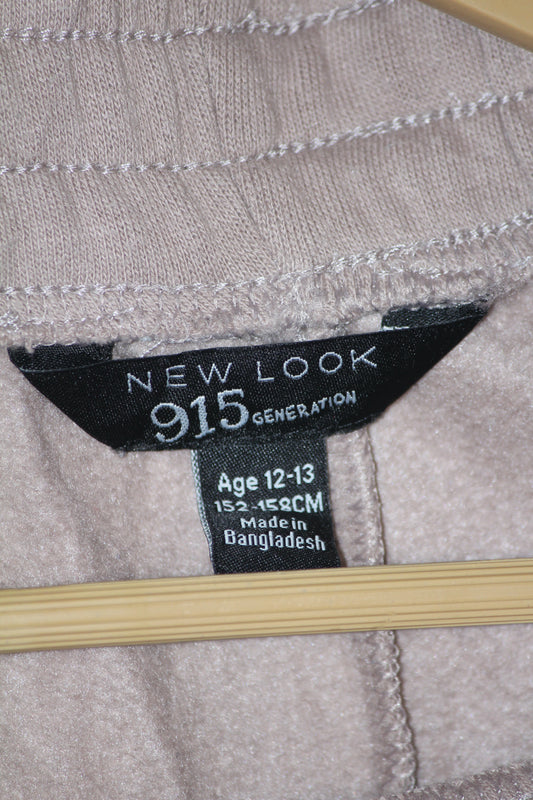 NEW LOOK
915 GENERATION
Age 12-13
152-158CM
Made in
Bangladesh